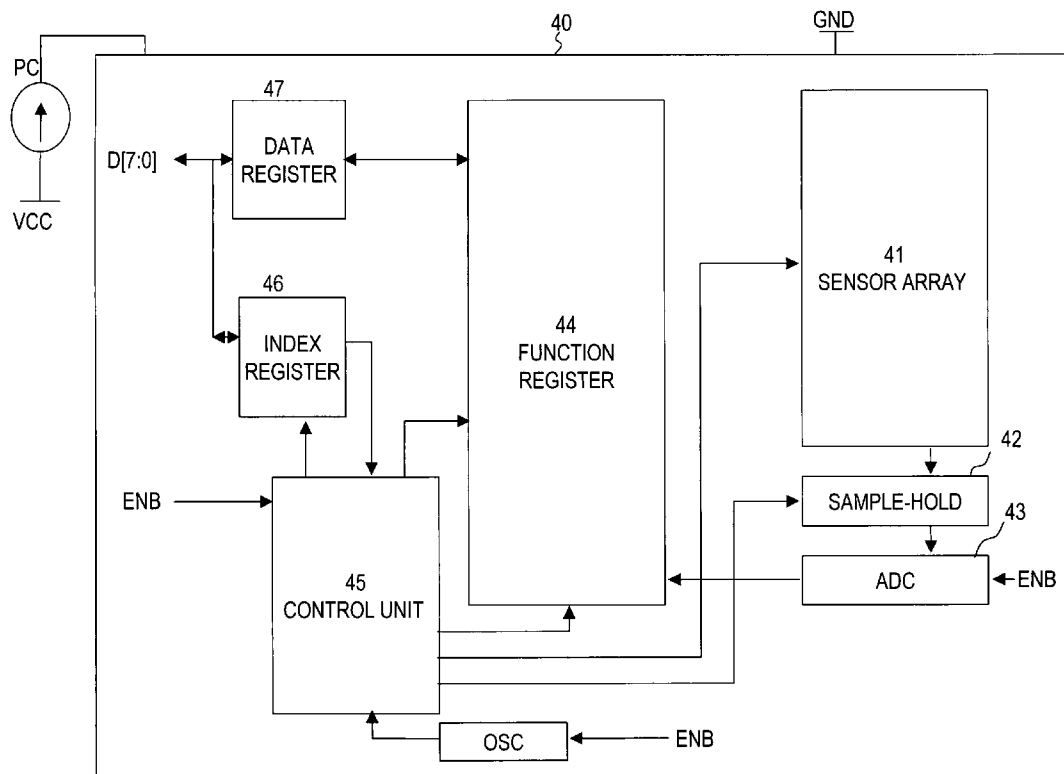 40
GND
PC
VCC
47
DATA
REGISTER
D[7:0]
46
INDEX
REGISTER
44
FUNCTION
REGISTER
41
SENSOR ARRAY
42
SAMPLE-HOLD
43
ADC
ENB
ENB
45
CONTROL UNIT
OSC
ENB